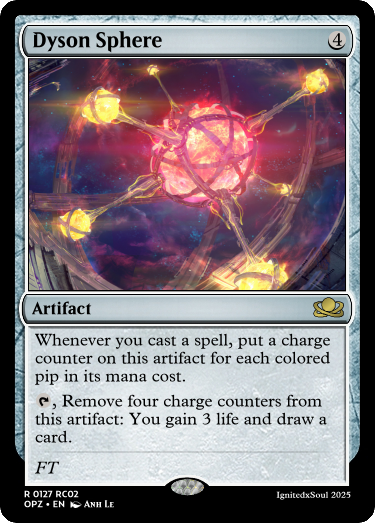 Dyson Sphere 4
Artifact
Whenever you cast a spell, put a charge
counter on this artifact for each colored
pip in its mana cost.
, Remove four charge counters from
this artifact: You gain 3 life and draw a
card.
FT
R 0127 RC02
OPZ • EN Anh Le
IgnitedxSoul 2025